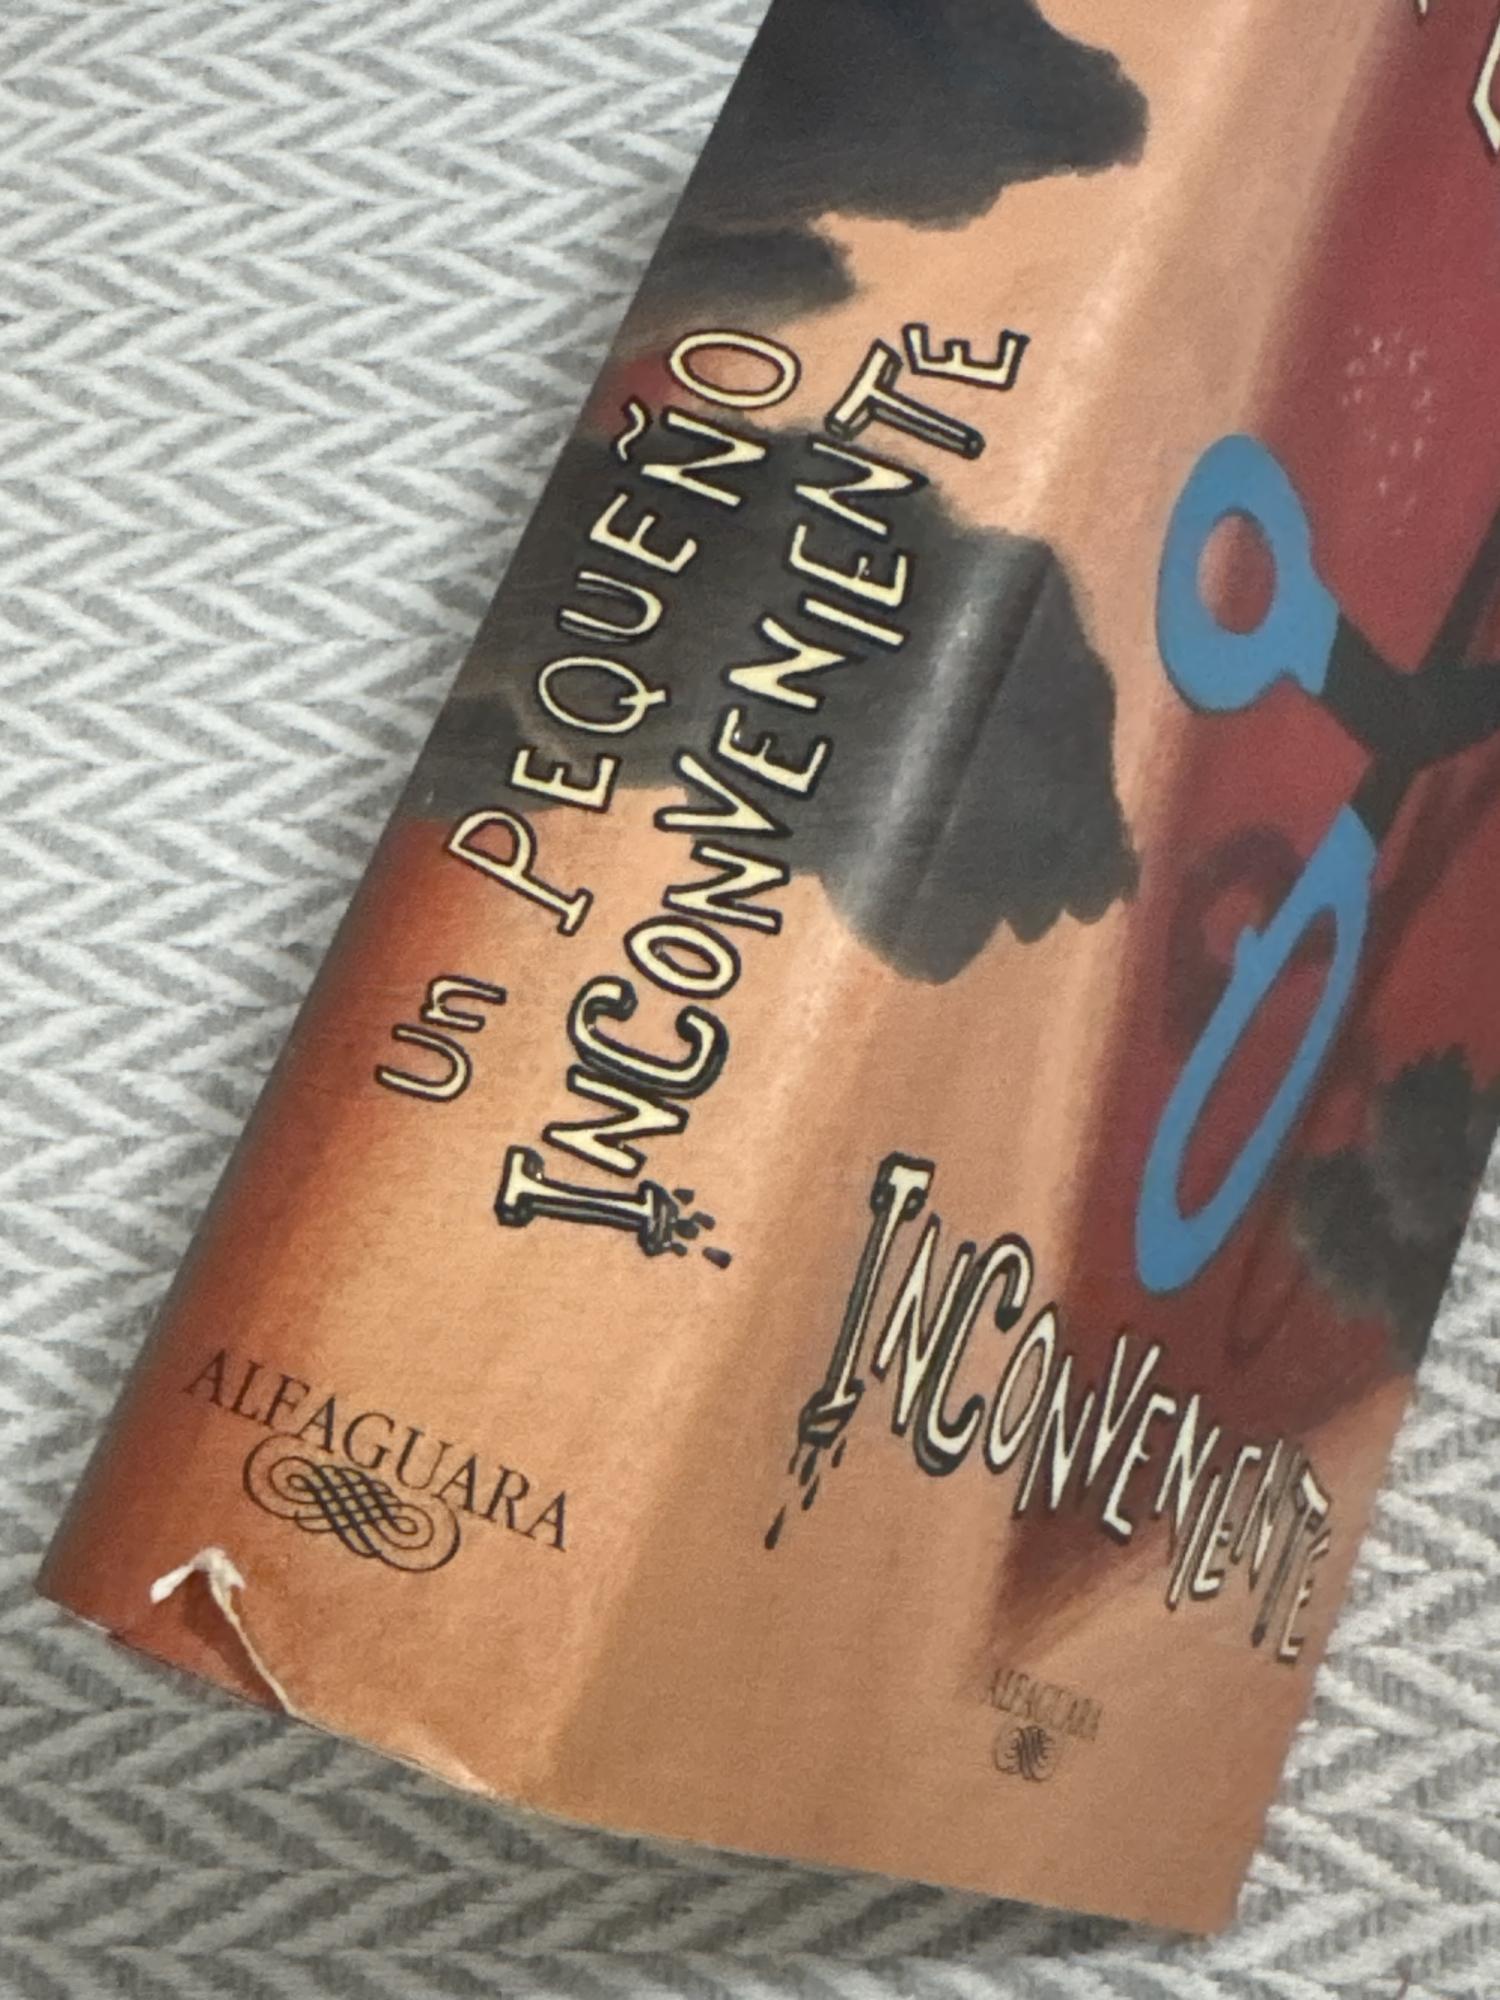 Un PEQUEÑO
INCONVENIENTE
ALFAGUARA
INCONVENIENTE
ALFAGUARA